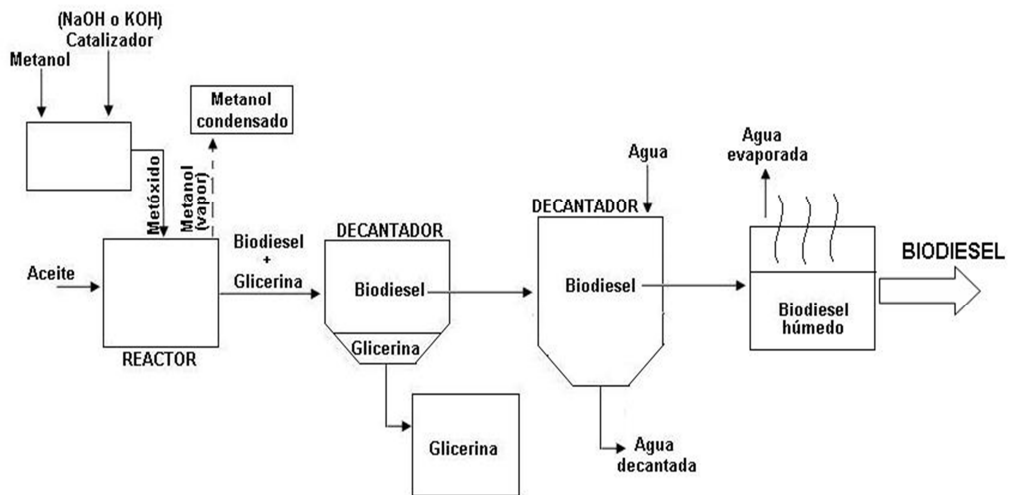 (NaOH o KOH)
Catalizador
Metanol
Metanol
condensado
Metóxido
Metanol
(vapor)
Aceite
REACTOR
Biodiesel
+
Glicerina
DECANTADOR
Biodiesel
Glicerina
Glicerina
Agua
DECANTADOR
Biodiesel
Agua
decantada
Agua
evaporada
Biodiesel
húmedo
BIODIESEL